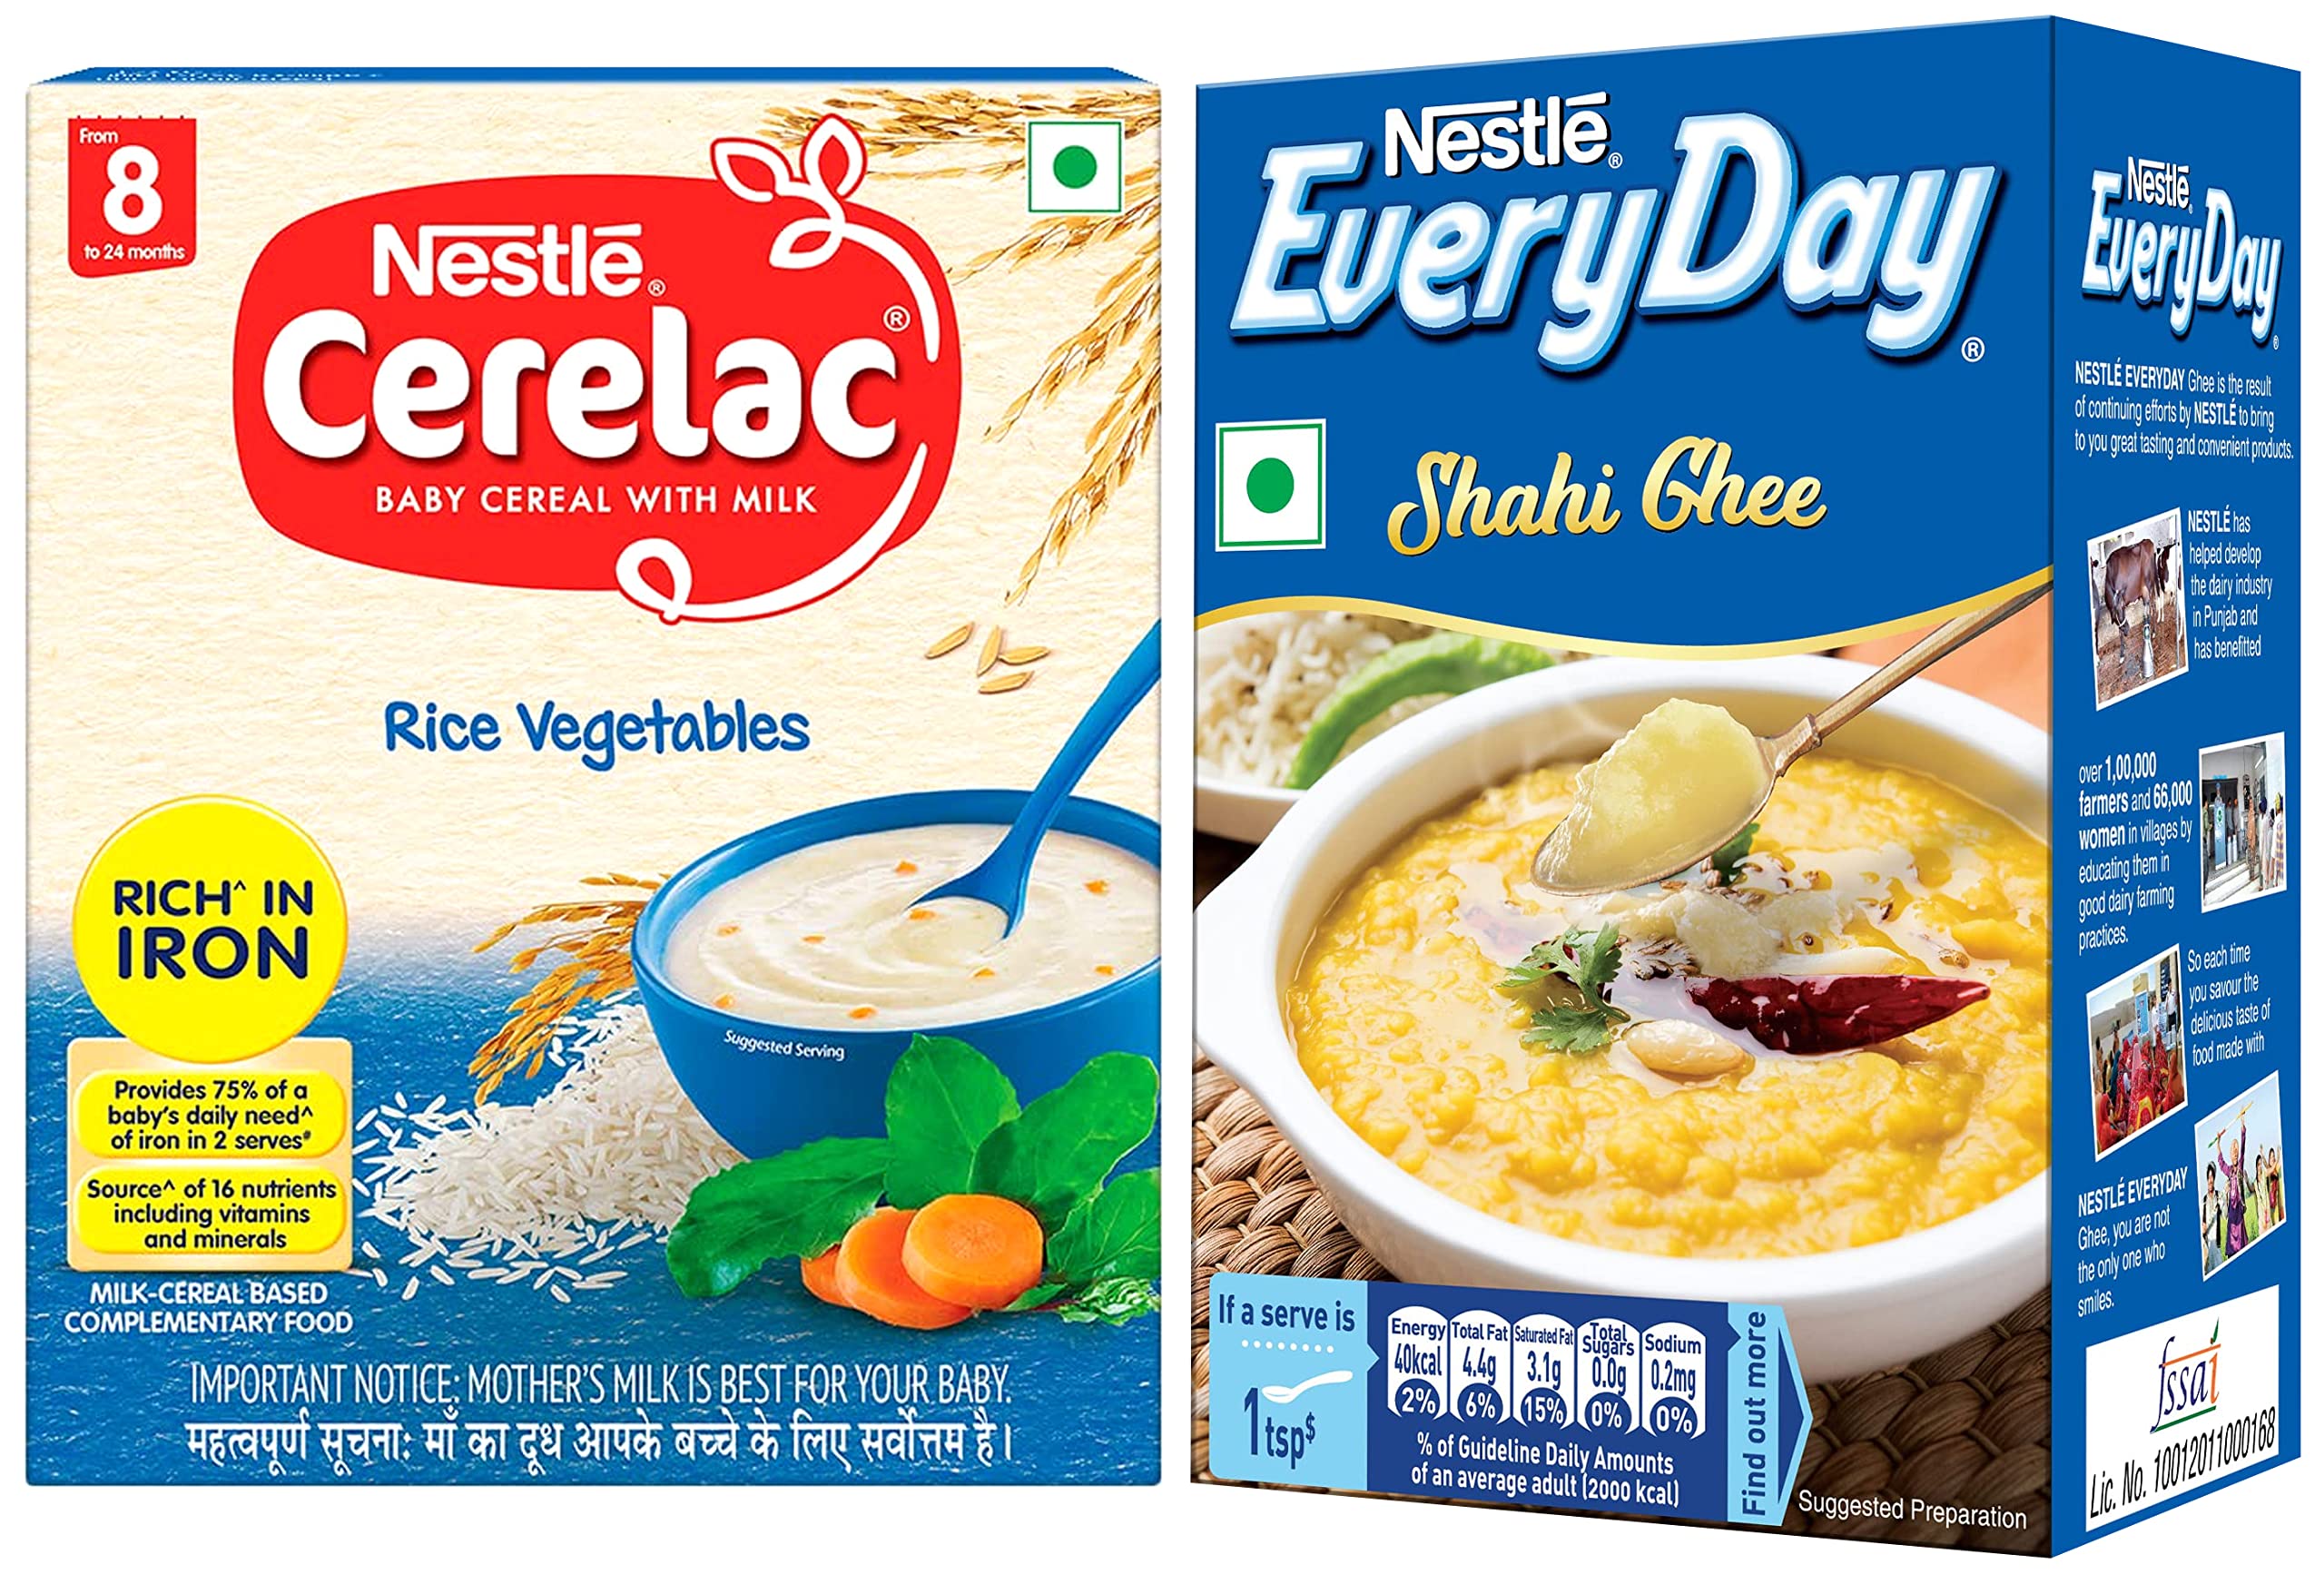 From
8
to 24 months
Nestlé®
Cerelac®
BABY CEREAL WITH MILK
Rice Vegetables
RICH^ IN
IRON
Provides 75% of a
baby's daily need^
of iron in 2 serves#
Source^ of 16 nutrients
including vitamins
and minerals
MILK-CEREAL BASED
COMPLEMENTARY FOOD
Suggested Serving
IMPORTANT NOTICE: MOTHER'S MILK IS BEST FOR YOUR BABY.
महत्वपूर्ण सूचना: माँ का दूध आपके बच्चे के लिए सर्वोत्तम है।
Nestlé®
EveryDay®
Shahi Ghee
If a serve is
1 tsp$
Energy
40kcal
2%
Total Fat
4.4g
6%
Saturated Fat
3.1g
15%
Total
Sugars
0.0g
0%
Sodium
0.2mg
0%
% of Guideline Daily Amounts
of an average adult (2000 kcal)
Find out more
Suggested Preparation
Nestlé®
EveryDay®
NESTLÉ EVERYDAY Ghee is the result
of continuing efforts by NESTLÉ to bring
to you great tasting and convenient products.
NESTLÉ has
helped develop
the dairy industry
in Punjab and
has benefitted
over 1,00,000
farmers and 66,000
women in villages by
educating them in
good dairy farming
practices.
So each time
you savour the
delicious taste of
food made with
NESTLÉ EVERYDAY
Ghee, you are not
the only one who
smiles.
fssai
Lic. No. 10012011000168